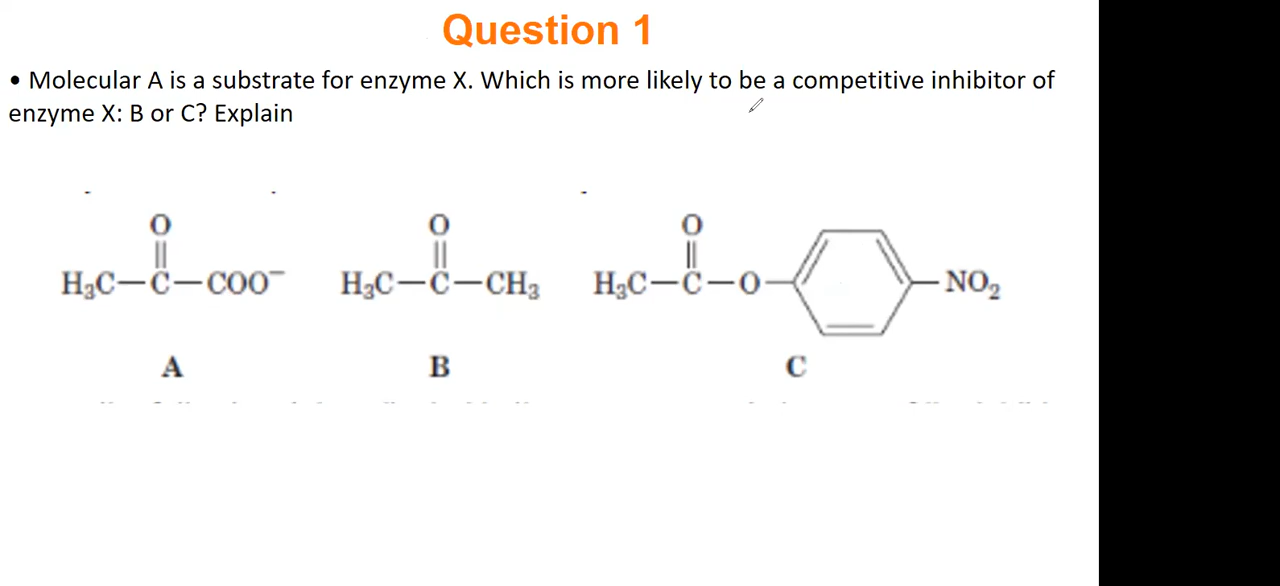 Question 1
• Molecular A is a substrate for enzyme X. Which is more likely to be a competitive inhibitor of
enzyme X: B or C? Explain
O O O
H₃C—C—COO⁻ H₃C—C—CH₃ H₃C—C—O— —NO₂
A B C